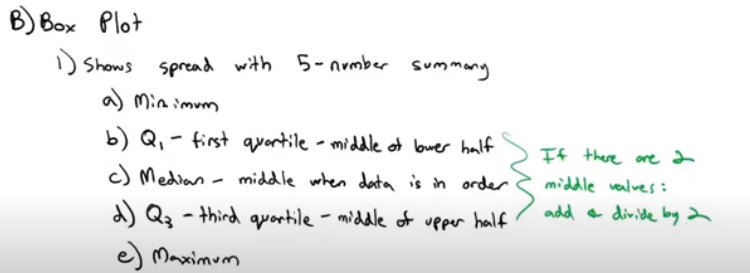 B) Box Plot
1) Shows spread with 5-number summary
a) Minimum
b) Q₁ - first quartile - middle of lower half
c) Median - middle when data is in order
d) Q₃ - third quartile - middle of upper half
e) Maximum
If there are 2
middle values:
add & divide by 2